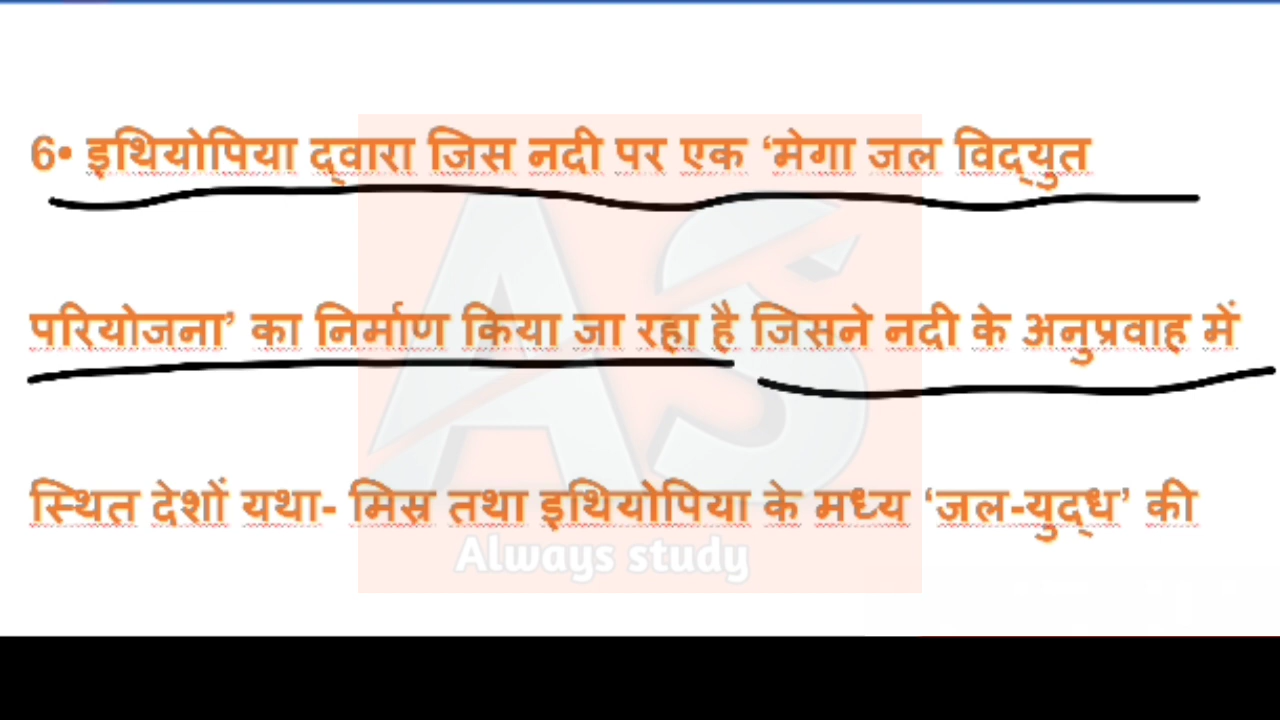 6• इथियोपिया द्वारा जिस नदी पर एक ‘मेगा जल विद्युत
परियोजना’ का निर्माण किया जा रहा है जिसने नदी के अनुप्रवाह में
स्थित देशों यथा- मिस्र तथा इथियोपिया के मध्य ‘जल-युद्ध’ की
AS
Always study